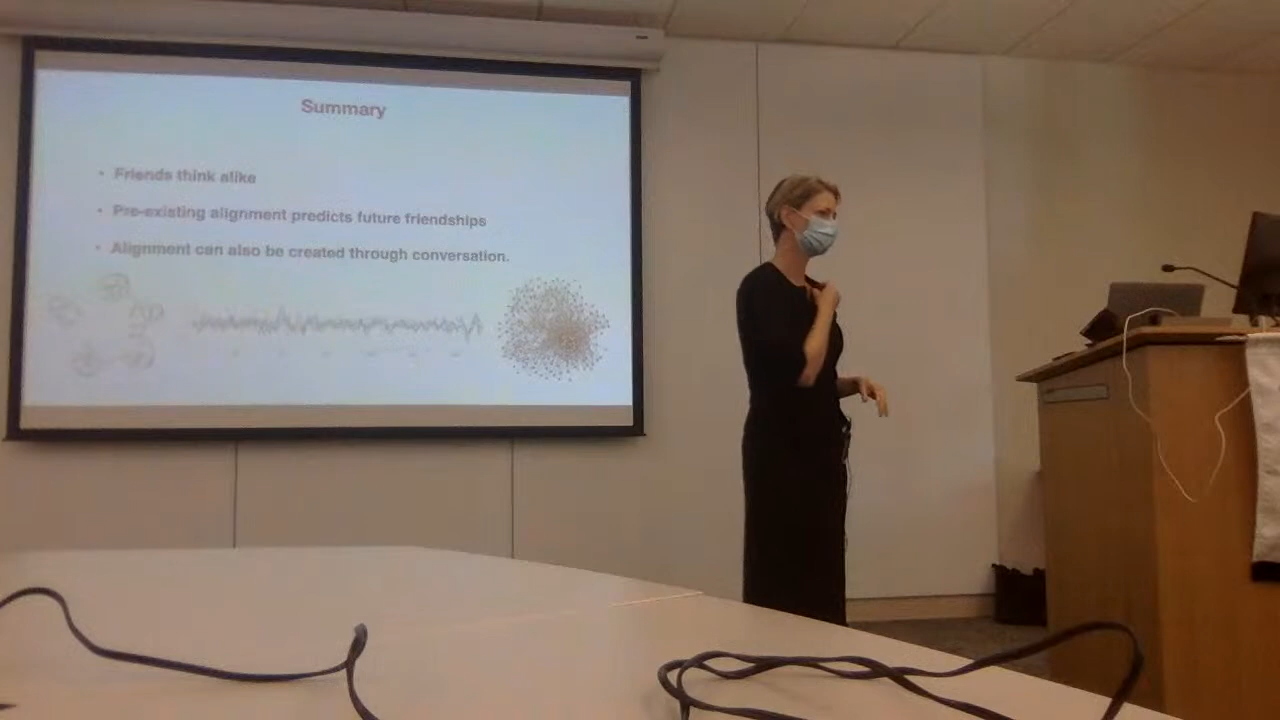 Summary
• Friends think alike
• Pre-existing alignment predicts future friendships
• Alignment can also be created through conversation.